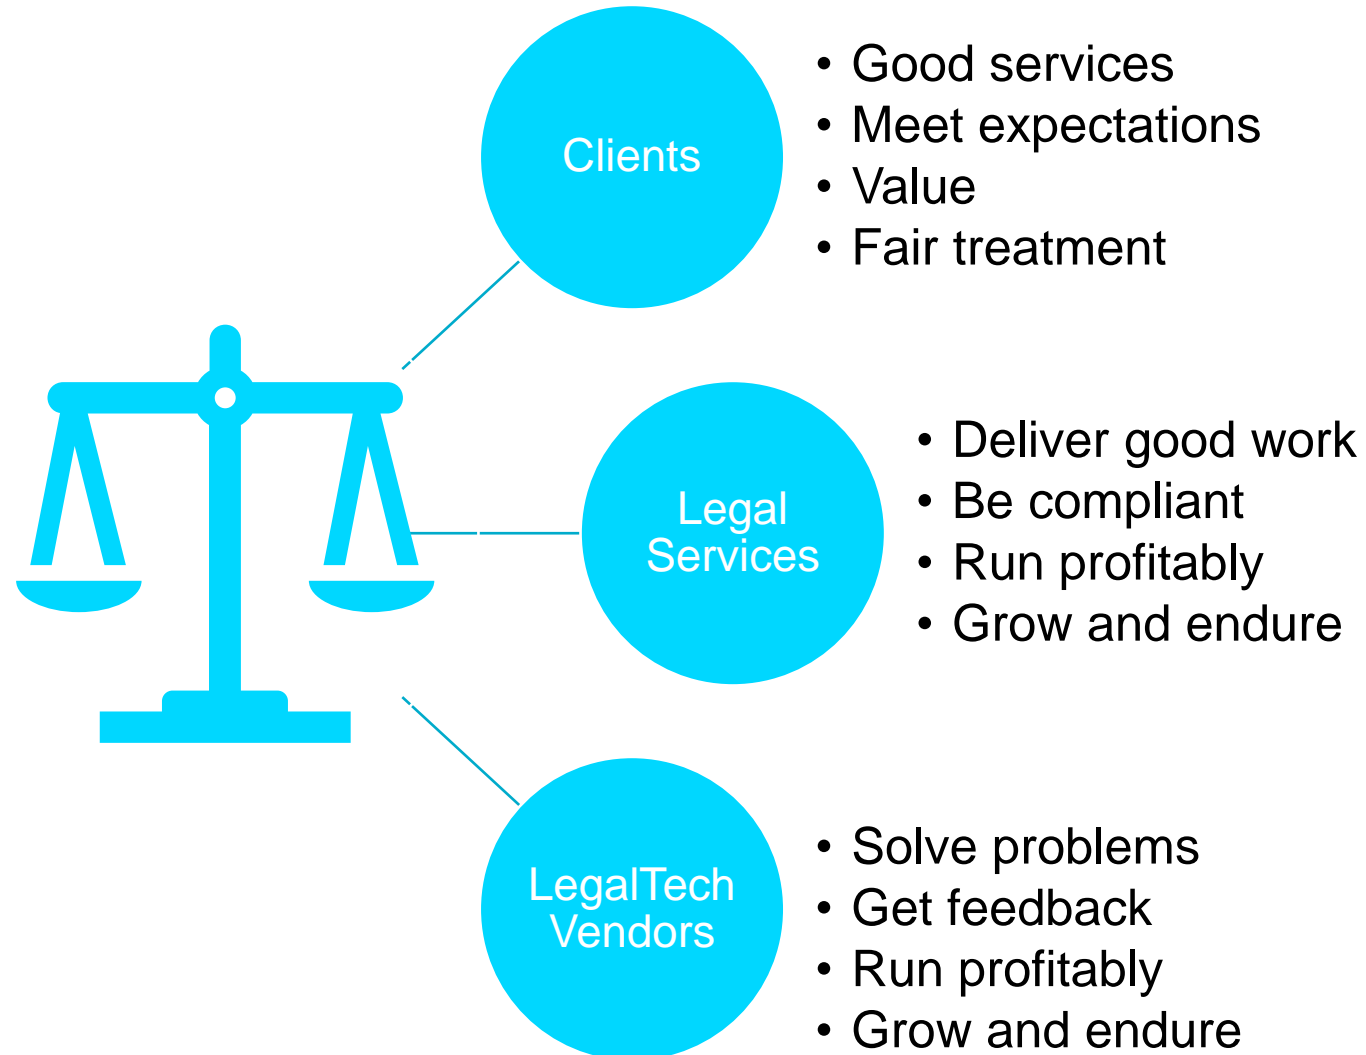 Clients
• Good services
• Meet expectations
• Value
• Fair treatment
Legal
Services
• Deliver good work
• Be compliant
• Run profitably
• Grow and endure
LegalTech
Vendors
• Solve problems
• Get feedback
• Run profitably
• Grow and endure